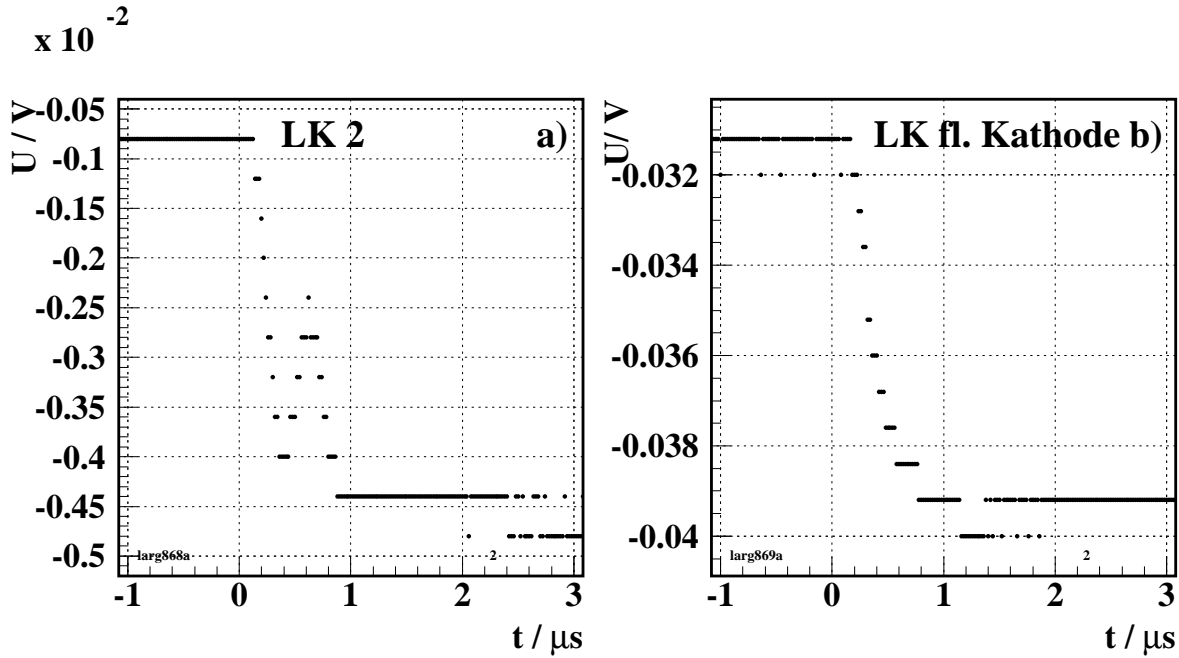 x 10 -2
U / V
-0.05
-0.1
-0.15
-0.2
-0.25
-0.3
-0.35
-0.4
-0.45
-0.5
LK 2 a)
larg868a 2
-1 0 1 2 3
t / μs
U/ V
-0.032
-0.034
-0.036
-0.038
-0.04
LK fl. Kathode b)
larg869a 2
-1 0 1 2 3
t / μs